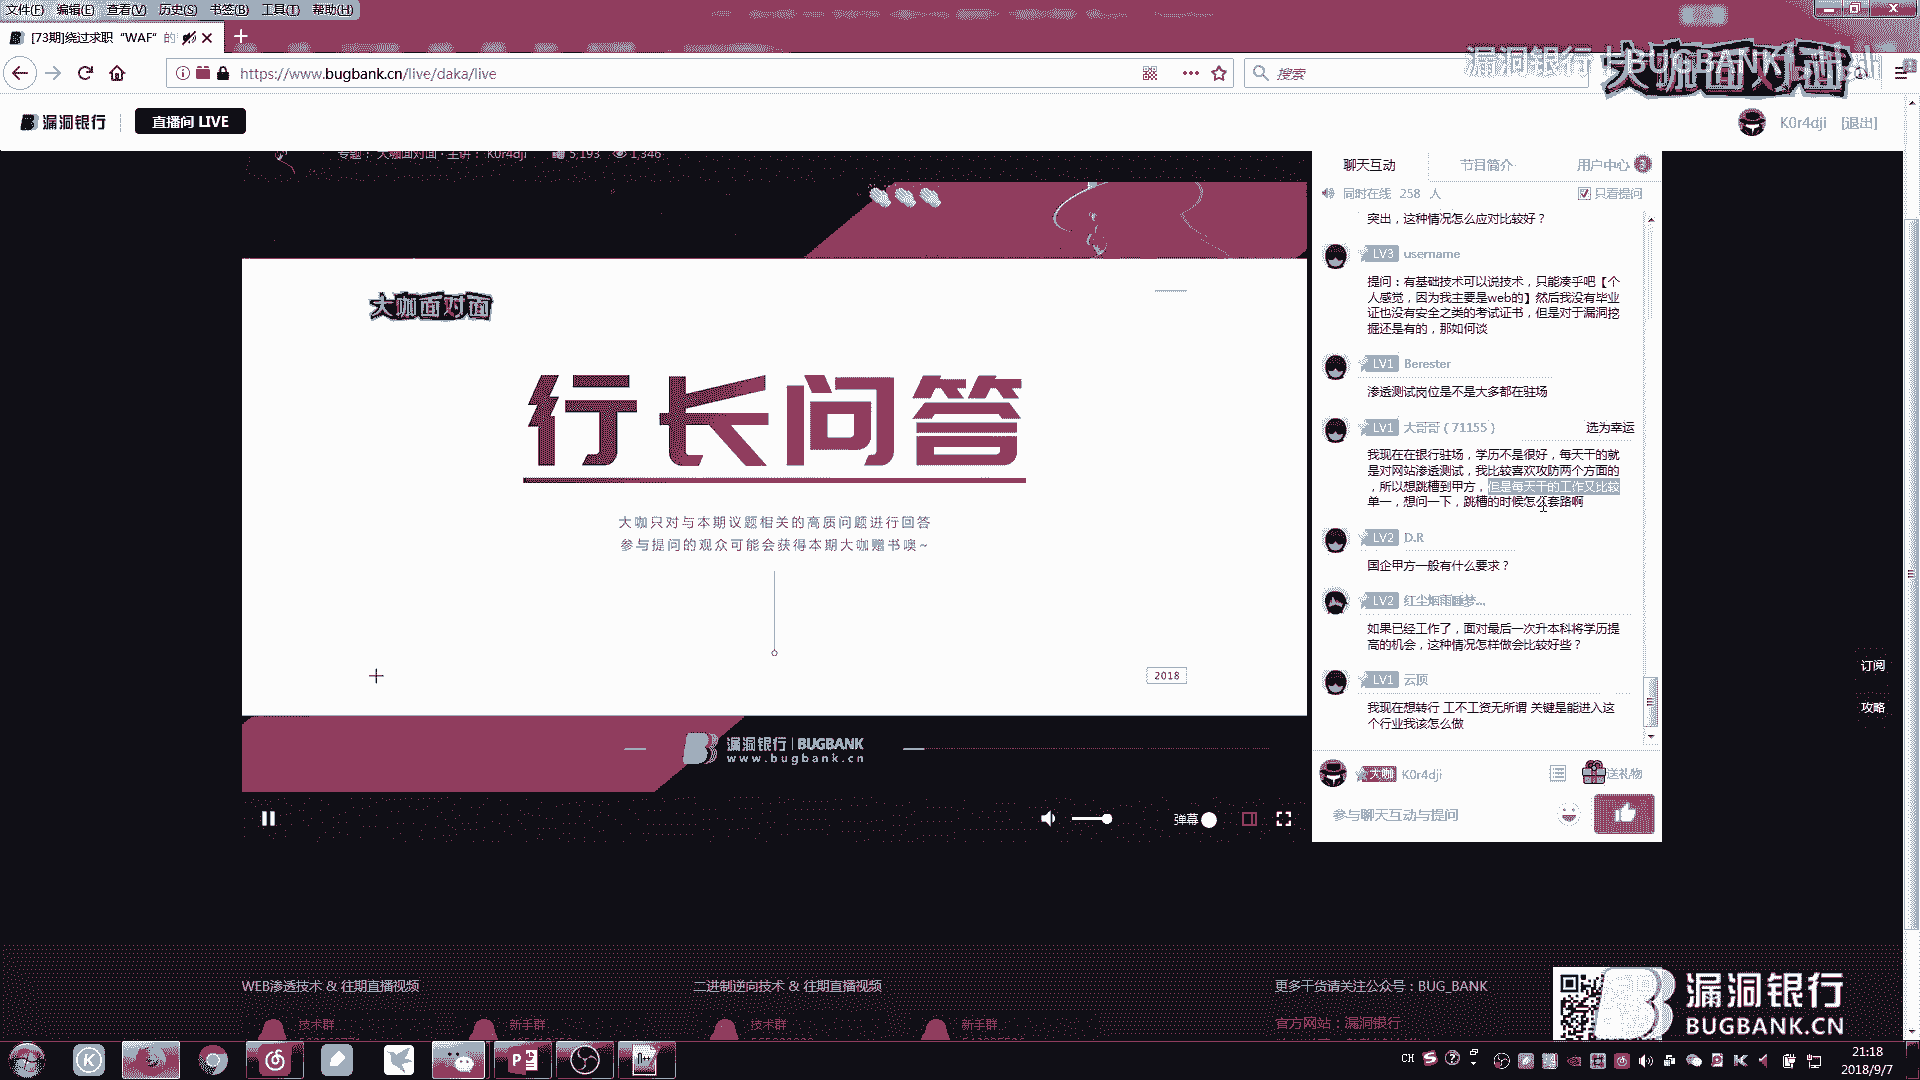 文件(F) 编辑(E) 查看(V) 历史(S) 书签(B) 工具(T) 帮助(H)
[73期]绕过求职“WAF”的
https://www.bugbank.cn/live/daka/live
搜索
漏洞银行 | BUGBANK
大咖面对面
漏洞银行
直播间 LIVE
K0r4dji [退出]
专题：大咖面对面 · 主讲：K0r4dji 5,193 1,346
大咖面对面
行长问答
大咖只对与本期议题相关的高质问题进行回答
参与提问的观众可能会获得本期大咖赠书噢~
2018
漏洞银行 | BUGBANK
www.bugbank.cn
弹幕
聊天互动 节目简介 用户中心 3
同时在线 258 人 只看提问
突出，这种情况怎么应对比较好？
LV3 username
提问：有基础技术可以说技术，只能凑乎吧【个
人感觉，因为我主要是web的】然后我没有毕业
证也没有安全之类的考试证书，但是对于漏洞挖
掘还是有的，那如何谈
LV1 Berester
渗透测试岗位是不是大多都在驻场
LV1 大哥哥（71155） 选为幸运
我现在在银行驻场，学历不是很好，每天干的就
是对网站渗透测试，我比较喜欢攻防两个方面的
，所以想跳槽到甲方，但是每天干的工作又比较
单一，想问一下，跳槽的时候怎么套路啊
LV2 D.R
国企甲方一般有什么要求？
LV2 红尘烟雨睡梦...
如果已经工作了，面对最后一次升本科将学历提
高的机会，这种情况怎样做会比较好些？
LV1 云顶
我现在想转行 工不工资无所谓 关键是能进入这
个行业我该怎么做
大咖 K0r4dji 送礼物
参与聊天互动与提问
订阅
攻略
WEB渗透技术 & 往期直播视频
二进制逆向技术 & 往期直播视频
更多干货请关注公众号：BUG_BANK
技术群
新手群
技术群
新手群
官方网站：漏洞银行
漏洞银行
BUGBANK.CN
CH
21:18
2018/9/7